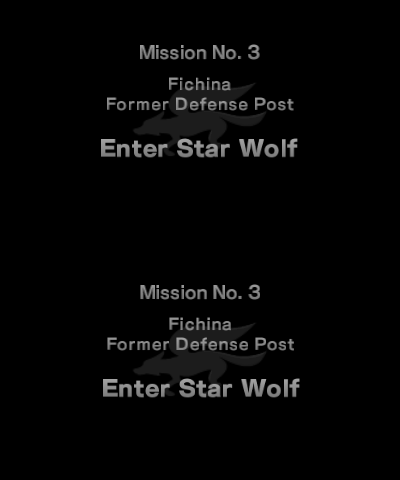 Mission No. 3
Fichina
Former Defense Post
Enter Star Wolf
Mission No. 3
Fichina
Former Defense Post
Enter Star Wolf